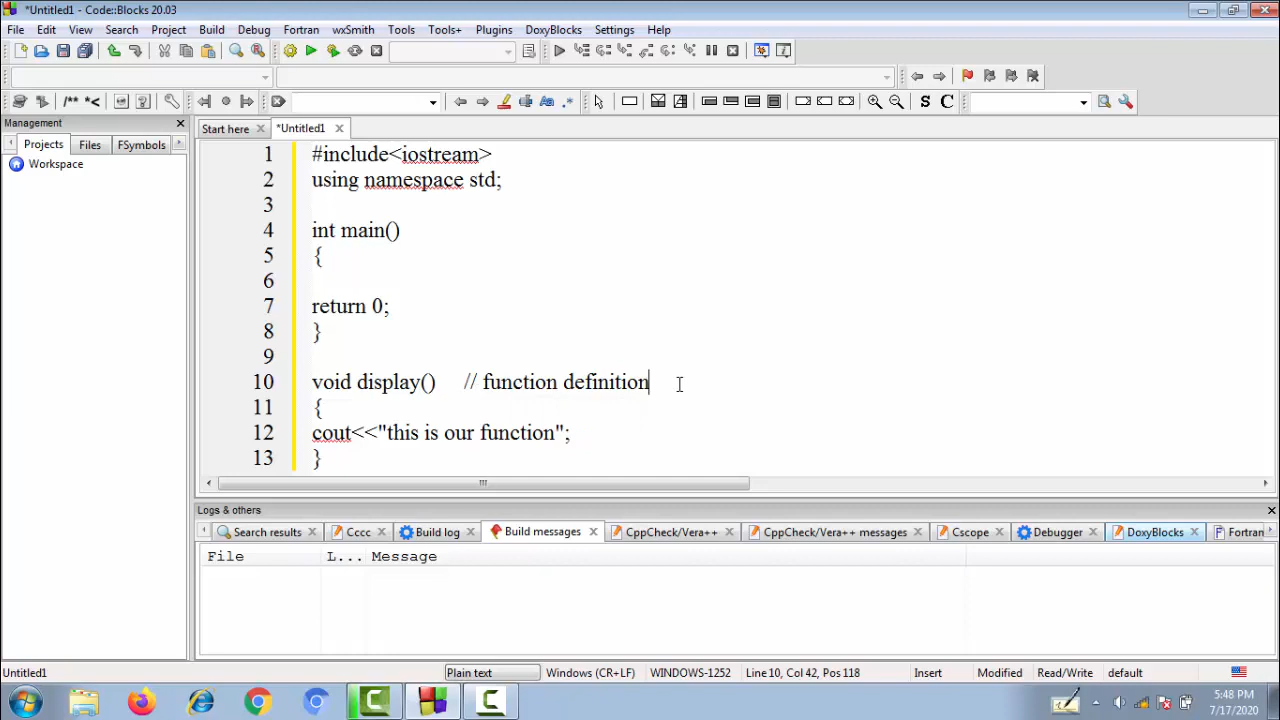 *Untitled1 - Code::Blocks 20.03
File Edit View Search Project Build Debug Fortran wxSmith Tools Tools+ Plugins DoxyBlocks Settings Help
/** *< S C
Management
Projects Files FSymbols
Workspace
Start here *Untitled1
1 #include<iostream>
2 using namespace std;
3
4 int main()
5 {
6
7 return 0;
8 }
9
10 void display() // function definition
11 {
12 cout<<"this is our function";
13 }
Logs & others
Search results Cccc Build log Build messages CppCheck/Vera++ CppCheck/Vera++ messages Cscope Debugger DoxyBlocks Fortran
File L... Message
Untitled1 Plain text Windows (CR+LF) WINDOWS-1252 Line 10, Col 42, Pos 118 Insert Modified Read/Write default
5:48 PM
7/17/2020